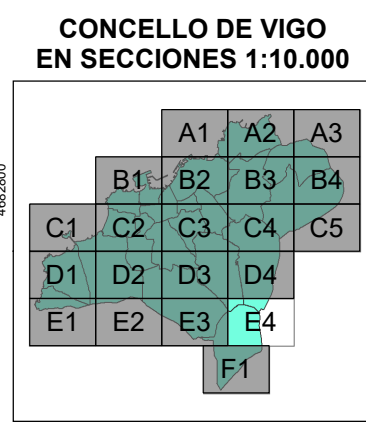 CONCELLO DE VIGO
EN SECCIONES 1:10.000
4682800
A1 A2 A3
B1 B2 B3 B4
C1 C2 C3 C4 C5
D1 D2 D3 D4
E1 E2 E3 E4
F1